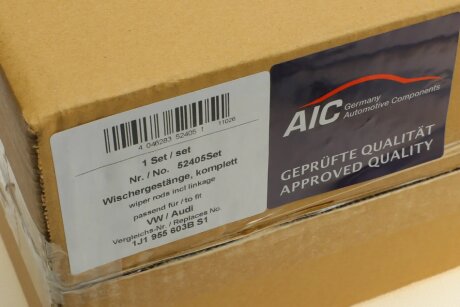 4 046283 52405 1
11026
1 Set / set
Nr. / No. 52405Set
Wischergestänge, komplett
wiper rods incl linkage
passend für / to fit
VW / Audi
Vergleichs-Nr. / Replaces No.
1J1 955 603B S1
AIC Germany
Automotive Components
GEPRÜFTE QUALITÄT
APPROVED QUALITY